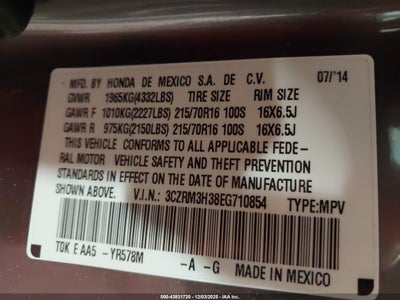 MFD. BY HONDA DE MEXICO S.A. DE C.V. 07/'14
GVWR 1965KG(4332LBS) TIRE SIZE RIM SIZE
GAWR F 1010KG(2227LBS) 215/70R16 100S 16X6.5J
GAWR R 975KG(2150LBS) 215/70R16 100S 16X6.5J
THIS VEHICLE CONFORMS TO ALL APPLICABLE FEDE-
RAL MOTOR VEHICLE SAFETY AND THEFT PREVENTION
STANDARDS IN EFFECT ON THE DATE OF MANUFACTURE
SHOWN ABOVE. V.I.N.: 3CZRM3H38EG710854 TYPE:MPV
T0K E AA5 -YR578M -A -G MADE IN MEXICO
000-43831720 - 12/03/2025 - IAA Holdings, LLC